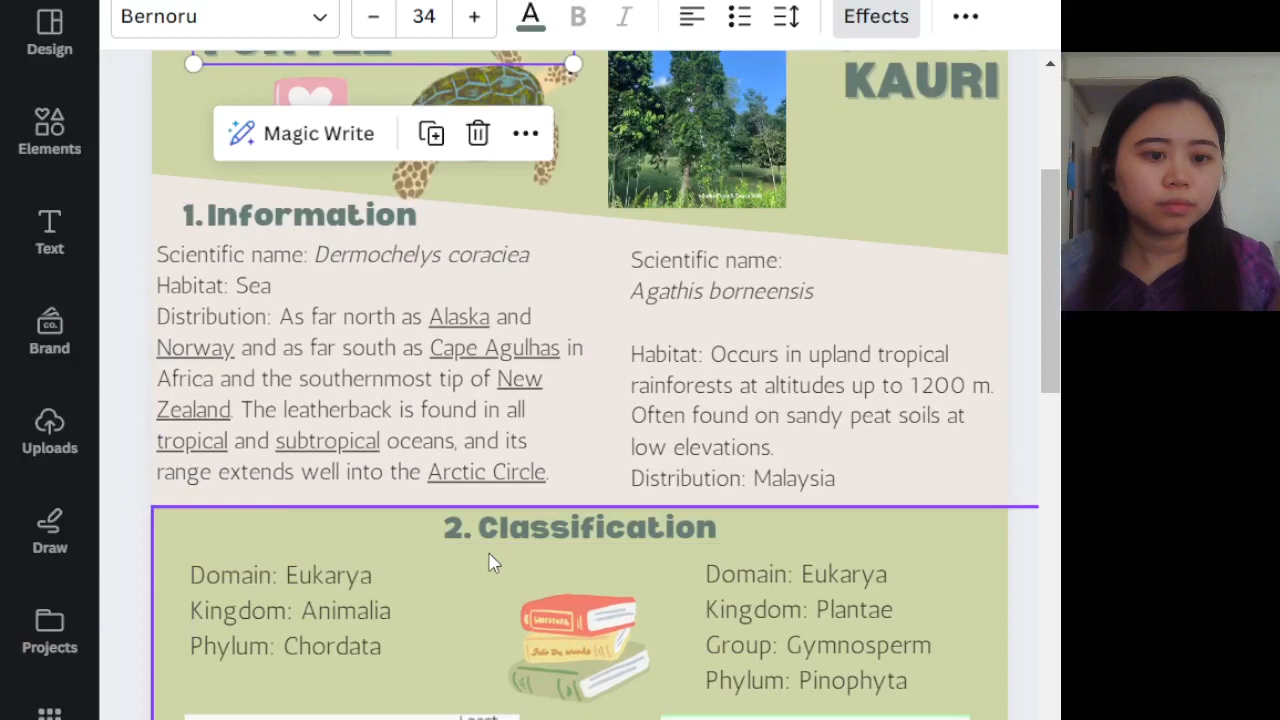 Design
Elements
Text
Brand
CO.
Uploads
Draw
Projects
Bernoru
34
A
B
I
Effects
KAURI
Magic Write
1. Information
Scientific name: Dermochelys coraciea
Habitat: Sea
Distribution: As far north as Alaska and
Norway and as far south as Cape Agulhas in
Africa and the southernmost tip of New
Zealand. The leatherback is found in all
tropical and subtropical oceans, and its
range extends well into the Arctic Circle.
Scientific name:
Agathis borneensis
Habitat: Occurs in upland tropical
rainforests at altitudes up to 1200 m.
Often found on sandy peat soils at
low elevations.
Distribution: Malaysia
2. Classification
Domain: Eukarya
Kingdom: Animalia
Phylum: Chordata
Domain: Eukarya
Kingdom: Plantae
Group: Gymnosperm
Phylum: Pinophyta